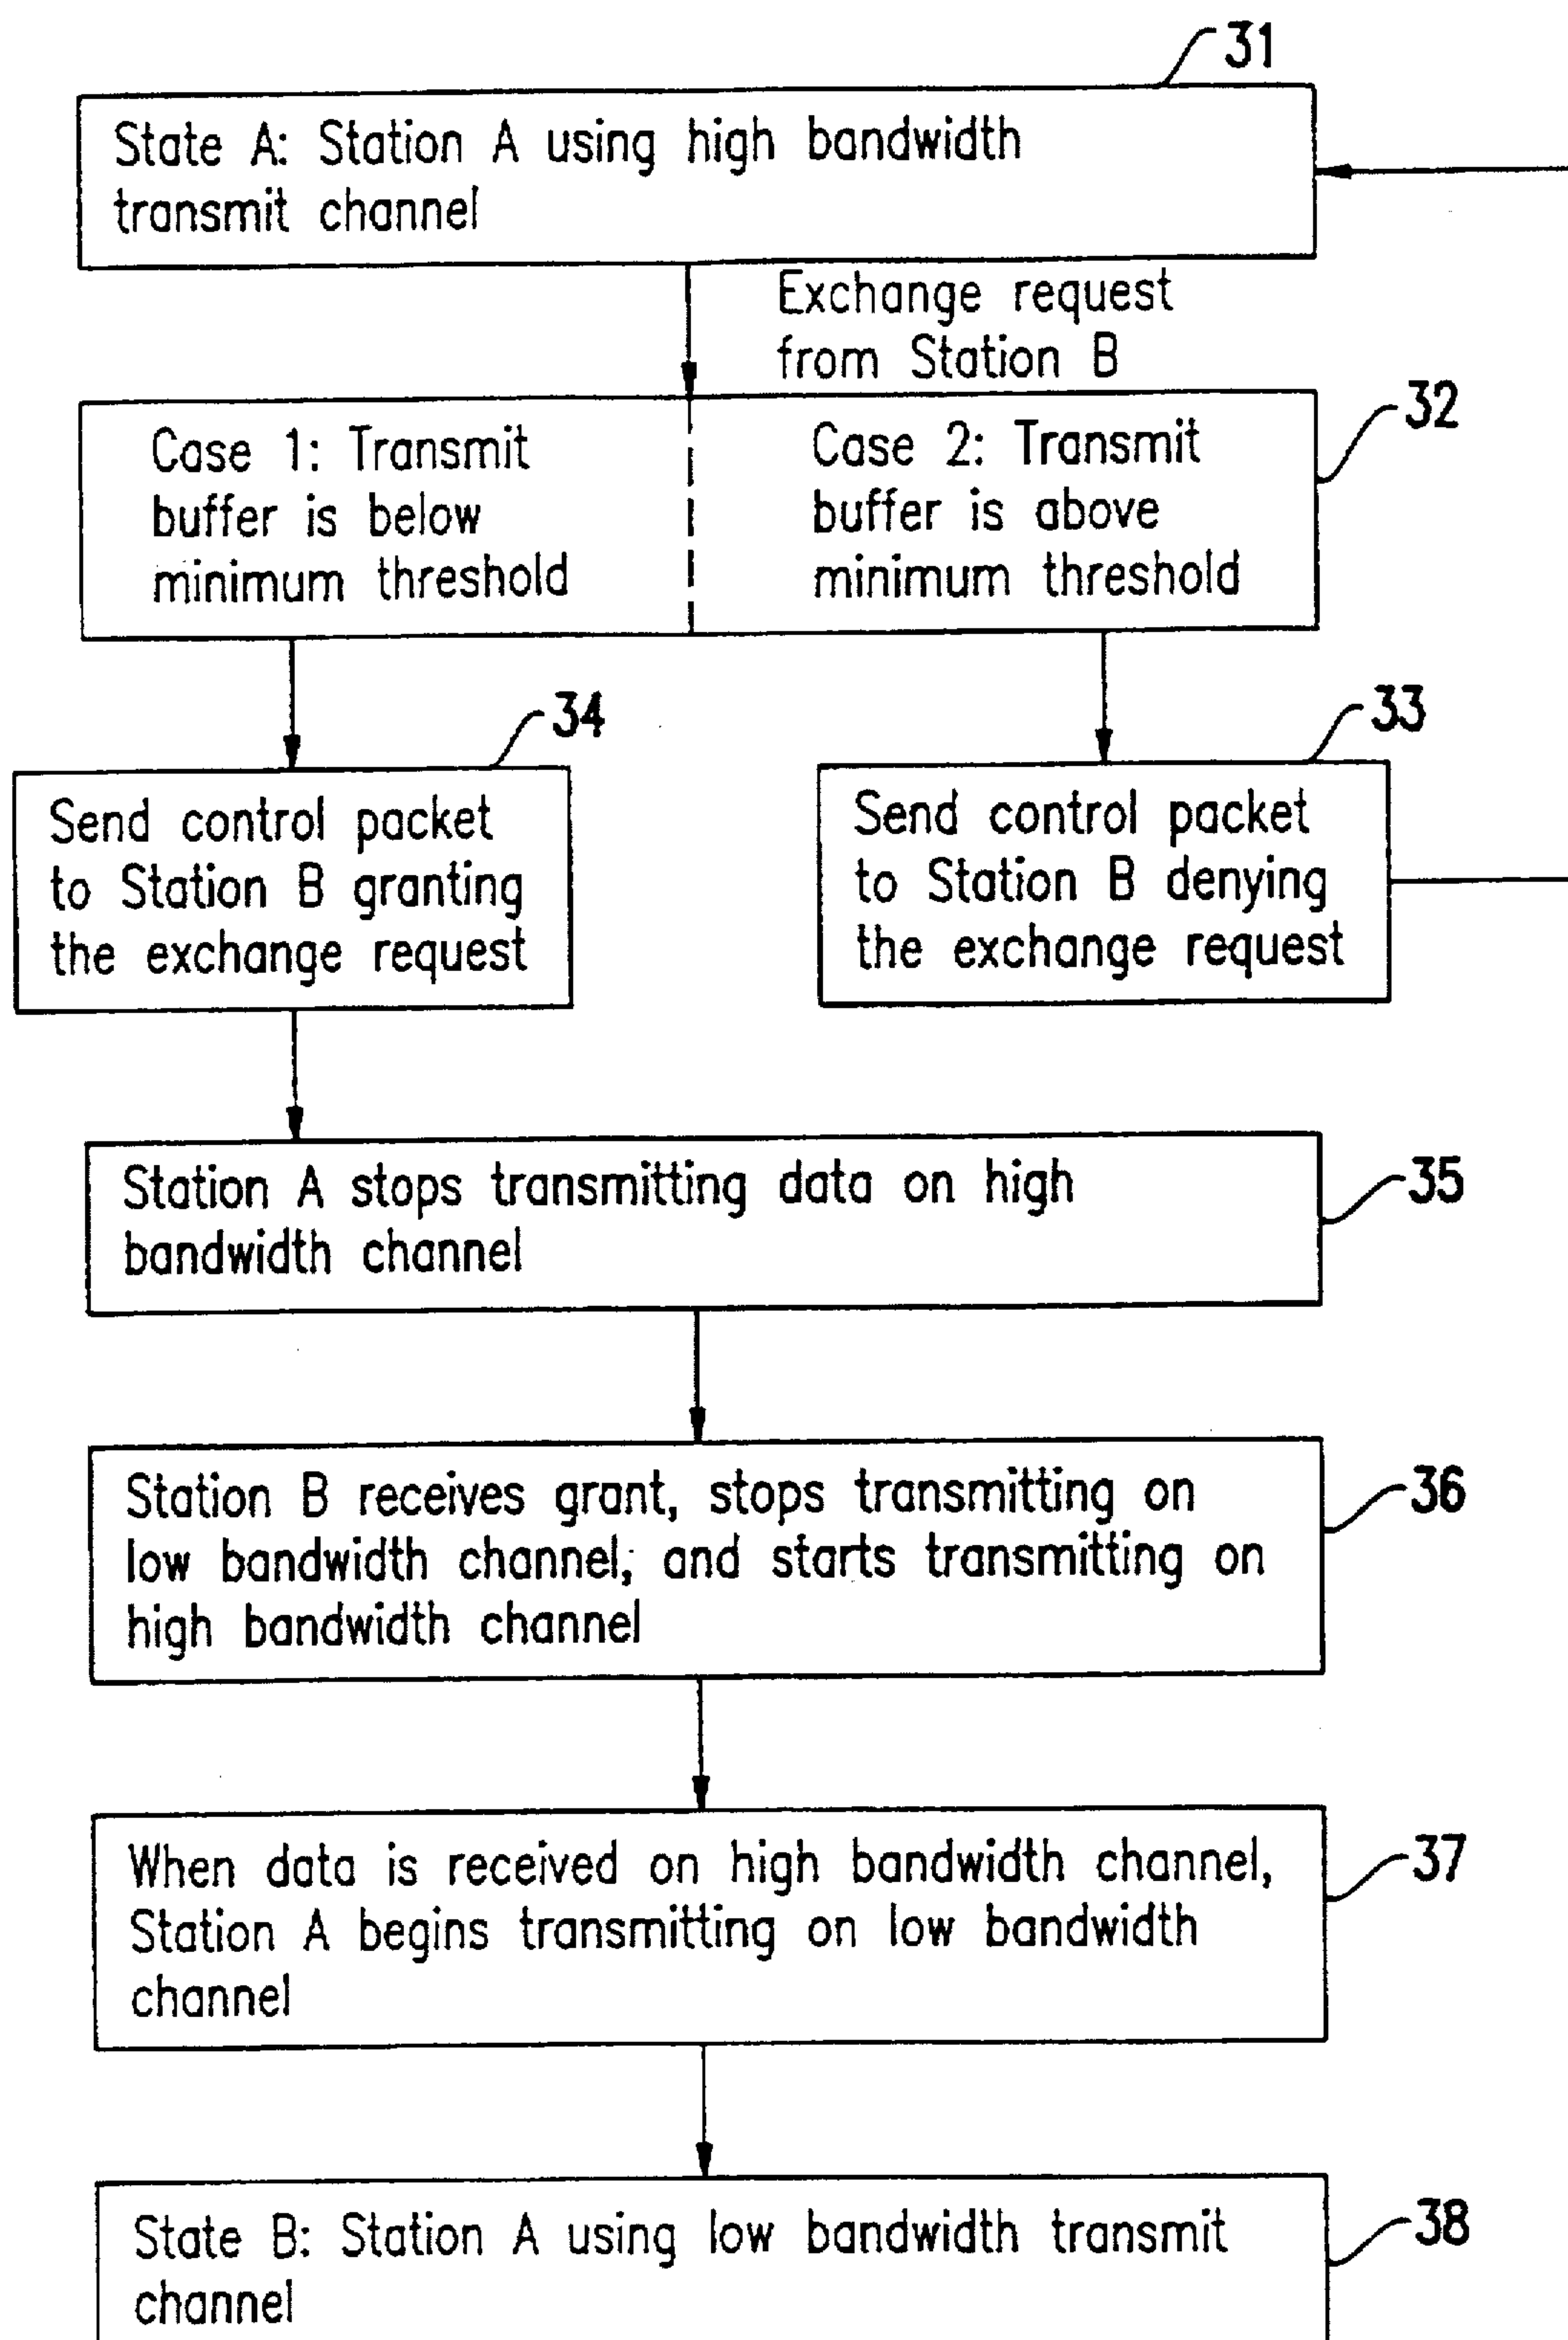 31
State A: Station A using high bandwidth
transmit channel
Exchange request
from Station B
32
Case 1: Transmit
buffer is below
minimum threshold
Case 2: Transmit
buffer is above
minimum threshold
34
Send control packet
to Station B granting
the exchange request
33
Send control packet
to Station B denying
the exchange request
35
Station A stops transmitting data on high
bandwidth channel
36
Station B receives grant, stops transmitting on
low bandwidth channel, and starts transmitting on
high bandwidth channel
37
When data is received on high bandwidth channel,
Station A begins transmitting on low bandwidth
channel
38
State B: Station A using low bandwidth transmit
channel